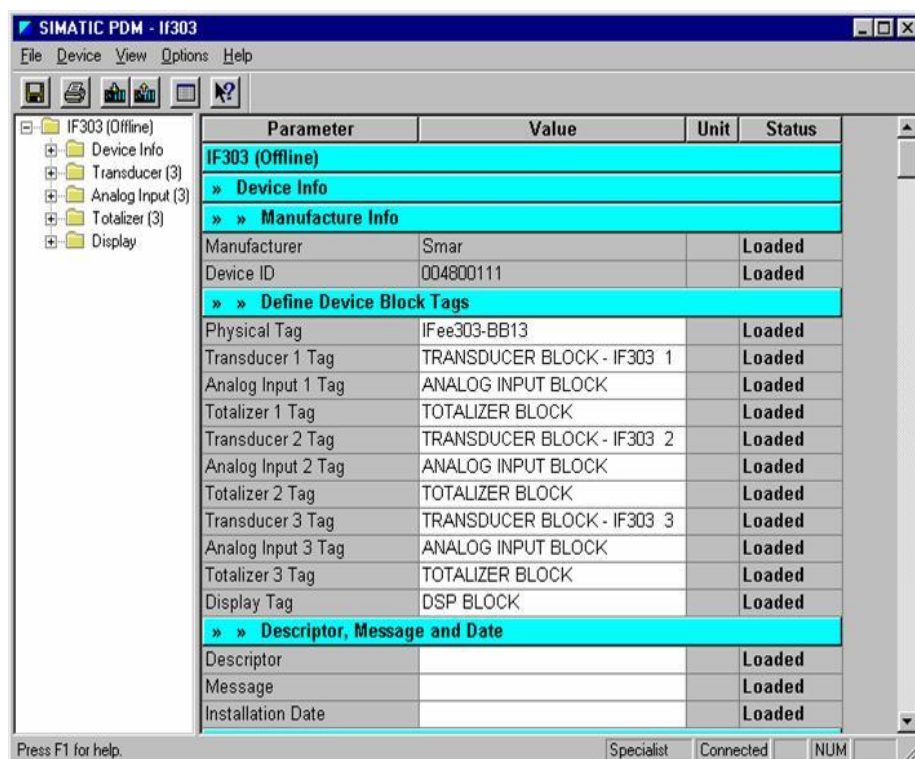 SIMATIC PDM - If303
File Device View Options Help
IF303 (Offline)
Device Info
Transducer (3)
Analog Input (3)
Totalizer (3)
Display
Parameter Value Unit Status
IF303 (Offline)
» Device Info
» » Manufacture Info
Manufacturer Smar Loaded
Device ID 004800111 Loaded
» » Define Device Block Tags
Physical Tag IFee303-BB13 Loaded
Transducer 1 Tag TRANSDUCER BLOCK - IF303 1 Loaded
Analog Input 1 Tag ANALOG INPUT BLOCK Loaded
Totalizer 1 Tag TOTALIZER BLOCK Loaded
Transducer 2 Tag TRANSDUCER BLOCK - IF303 2 Loaded
Analog Input 2 Tag ANALOG INPUT BLOCK Loaded
Totalizer 2 Tag TOTALIZER BLOCK Loaded
Transducer 3 Tag TRANSDUCER BLOCK - IF303 3 Loaded
Analog Input 3 Tag ANALOG INPUT BLOCK Loaded
Totalizer 3 Tag TOTALIZER BLOCK Loaded
Display Tag DSP BLOCK Loaded
» » Descriptor, Message and Date
Descriptor Loaded
Message Loaded
Installation Date Loaded
Press F1 for help. Specialist Connected NUM